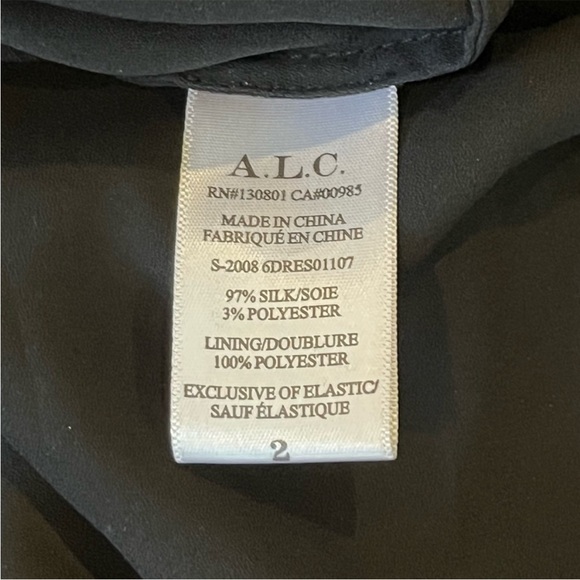 A.L.C.
RN#130801 CA#00985
MADE IN CHINA
FABRIQUÉ EN CHINE
S-2008 6DRES01107
97% SILK/SOIE
3% POLYESTER
LINING/DOUBLURE
100% POLYESTER
EXCLUSIVE OF ELASTIC/
SAUF ÉLASTIQUE
2